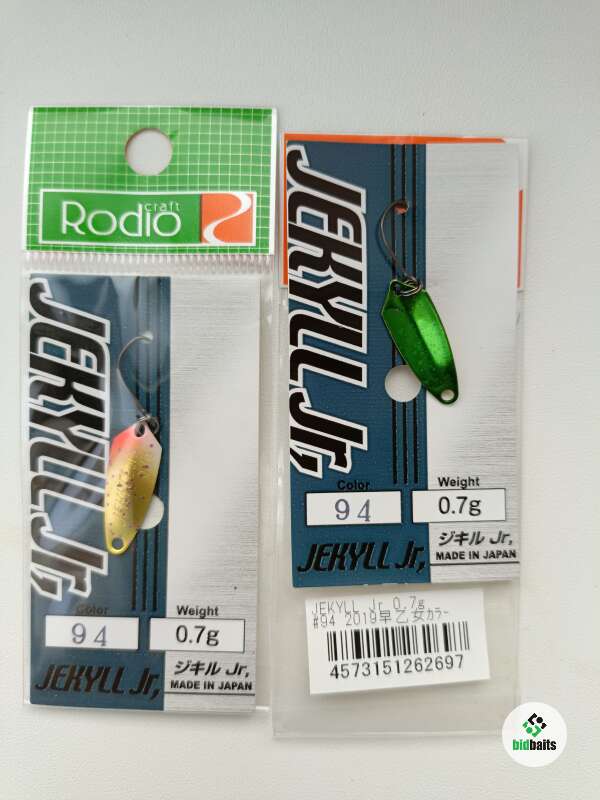 craft
Rodio
JEKYLL Jr,
Color
94
Weight
0.7g
JEKYLL Jr,
ジキル Jr,
MADE IN JAPAN
JEKYLL Jr,
Color
94
Weight
0.7g
JEKYLL Jr,
ジキル Jr,
MADE IN JAPAN
JEKYLL Jr 0.7g
#94 2019早乙女ｶﾗｰ
4573151262697
bidbaits